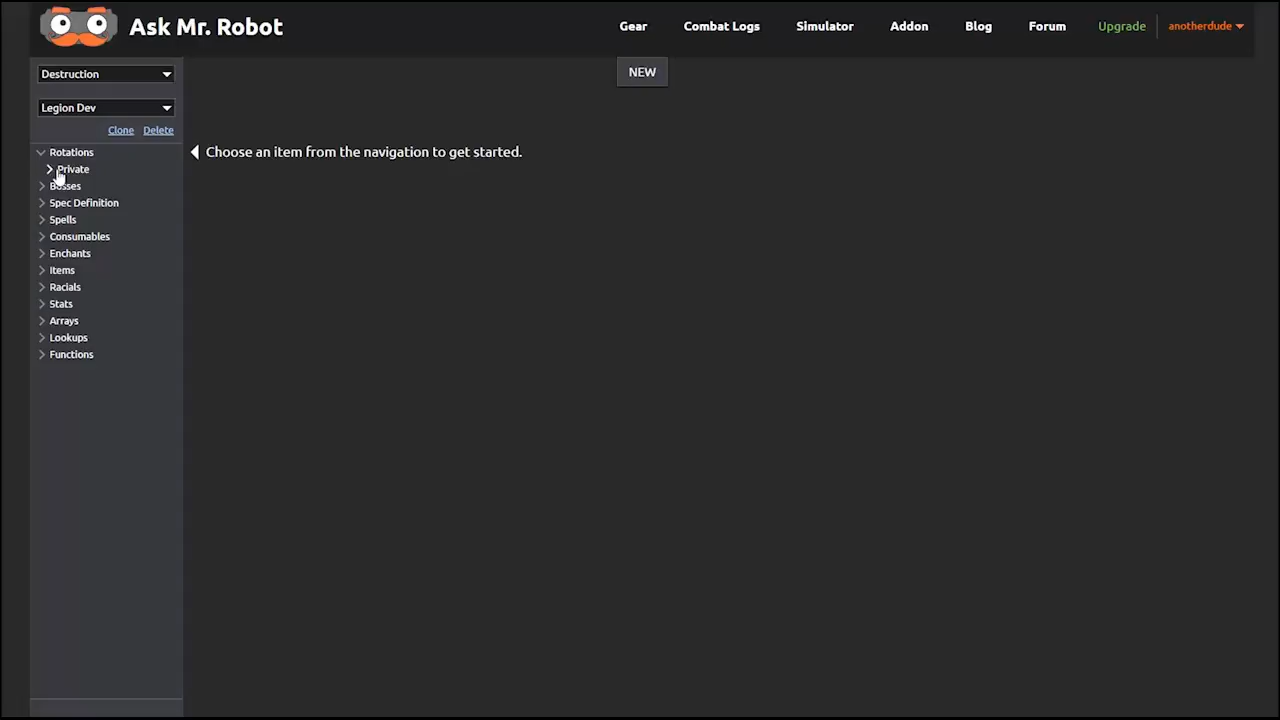 Ask Mr. Robot
Gear
Combat Logs
Simulator
Addon
Blog
Forum
Upgrade
anotherdude
Destruction
NEW
Legion Dev
Clone
Delete
Rotations
Choose an item from the navigation to get started.
Private
Bosses
Spec Definition
Spells
Consumables
Enchants
Items
Racials
Stats
Arrays
Lookups
Functions